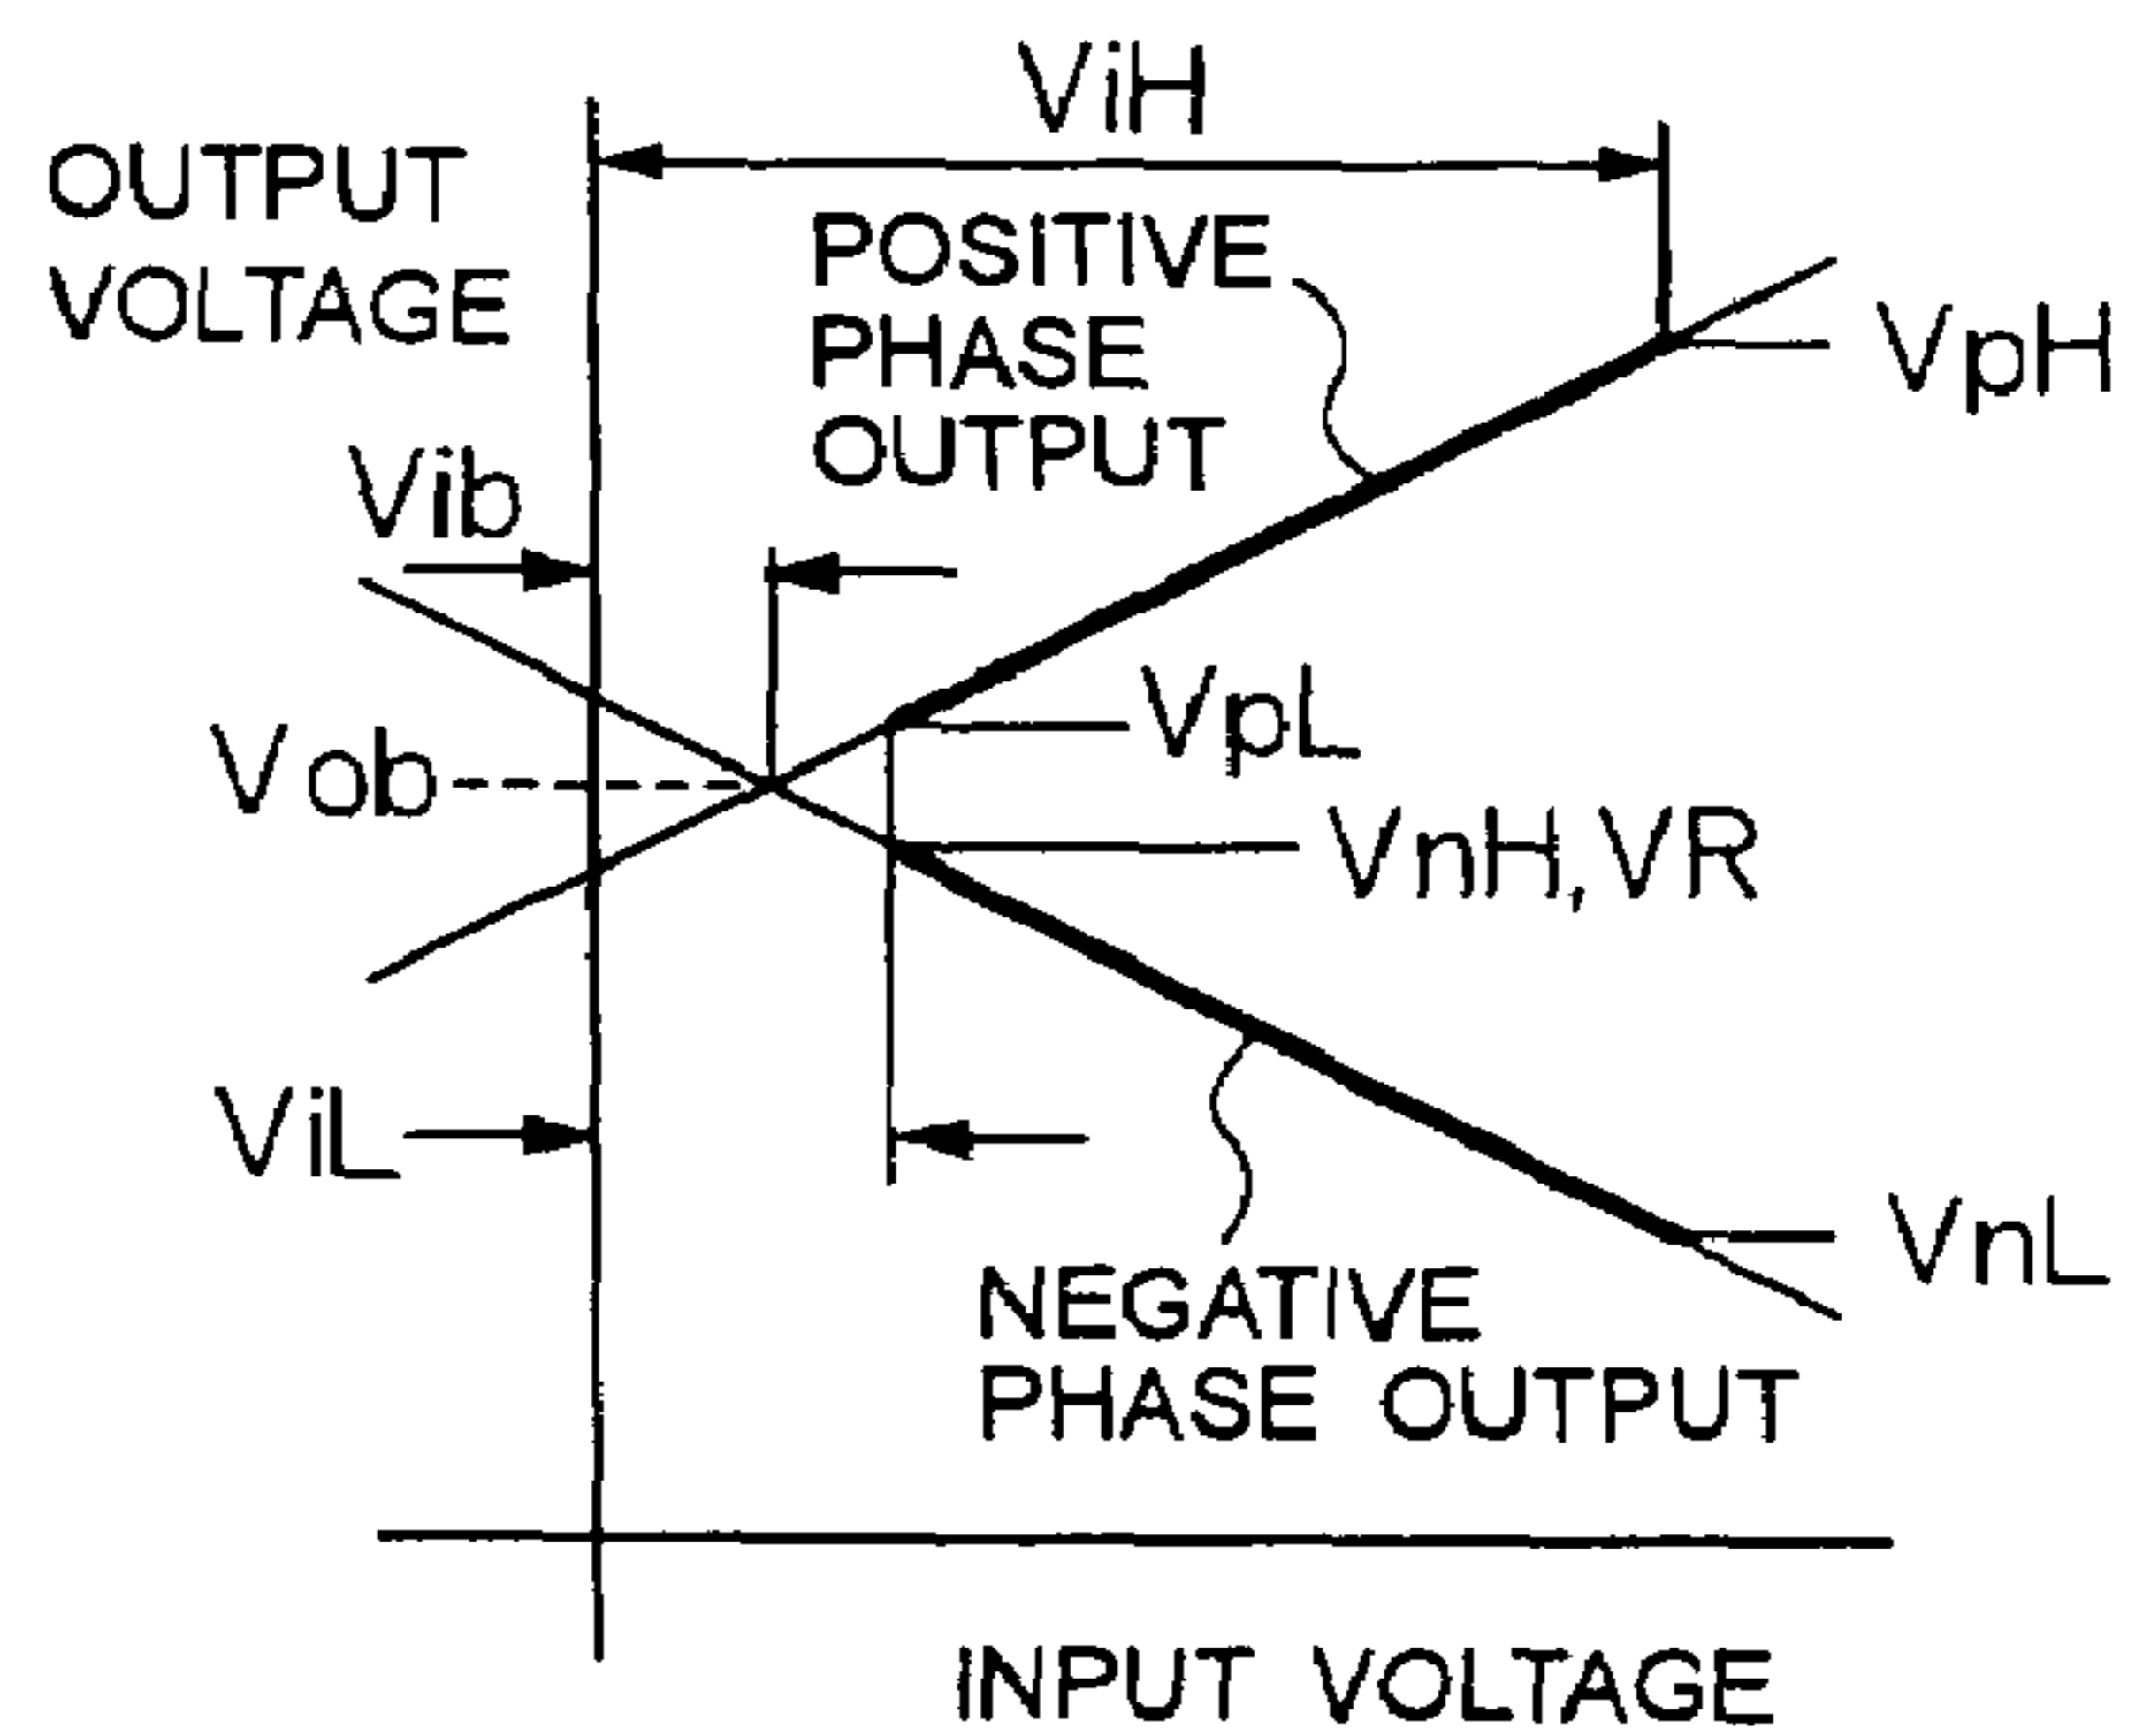 ViH
OUTPUT
VOLTAGE
POSITIVE
PHASE
OUTPUT
VpH
Vib
VpL
Vob
VnH,VR
ViL
VnL
NEGATIVE
PHASE OUTPUT
INPUT VOLTAGE